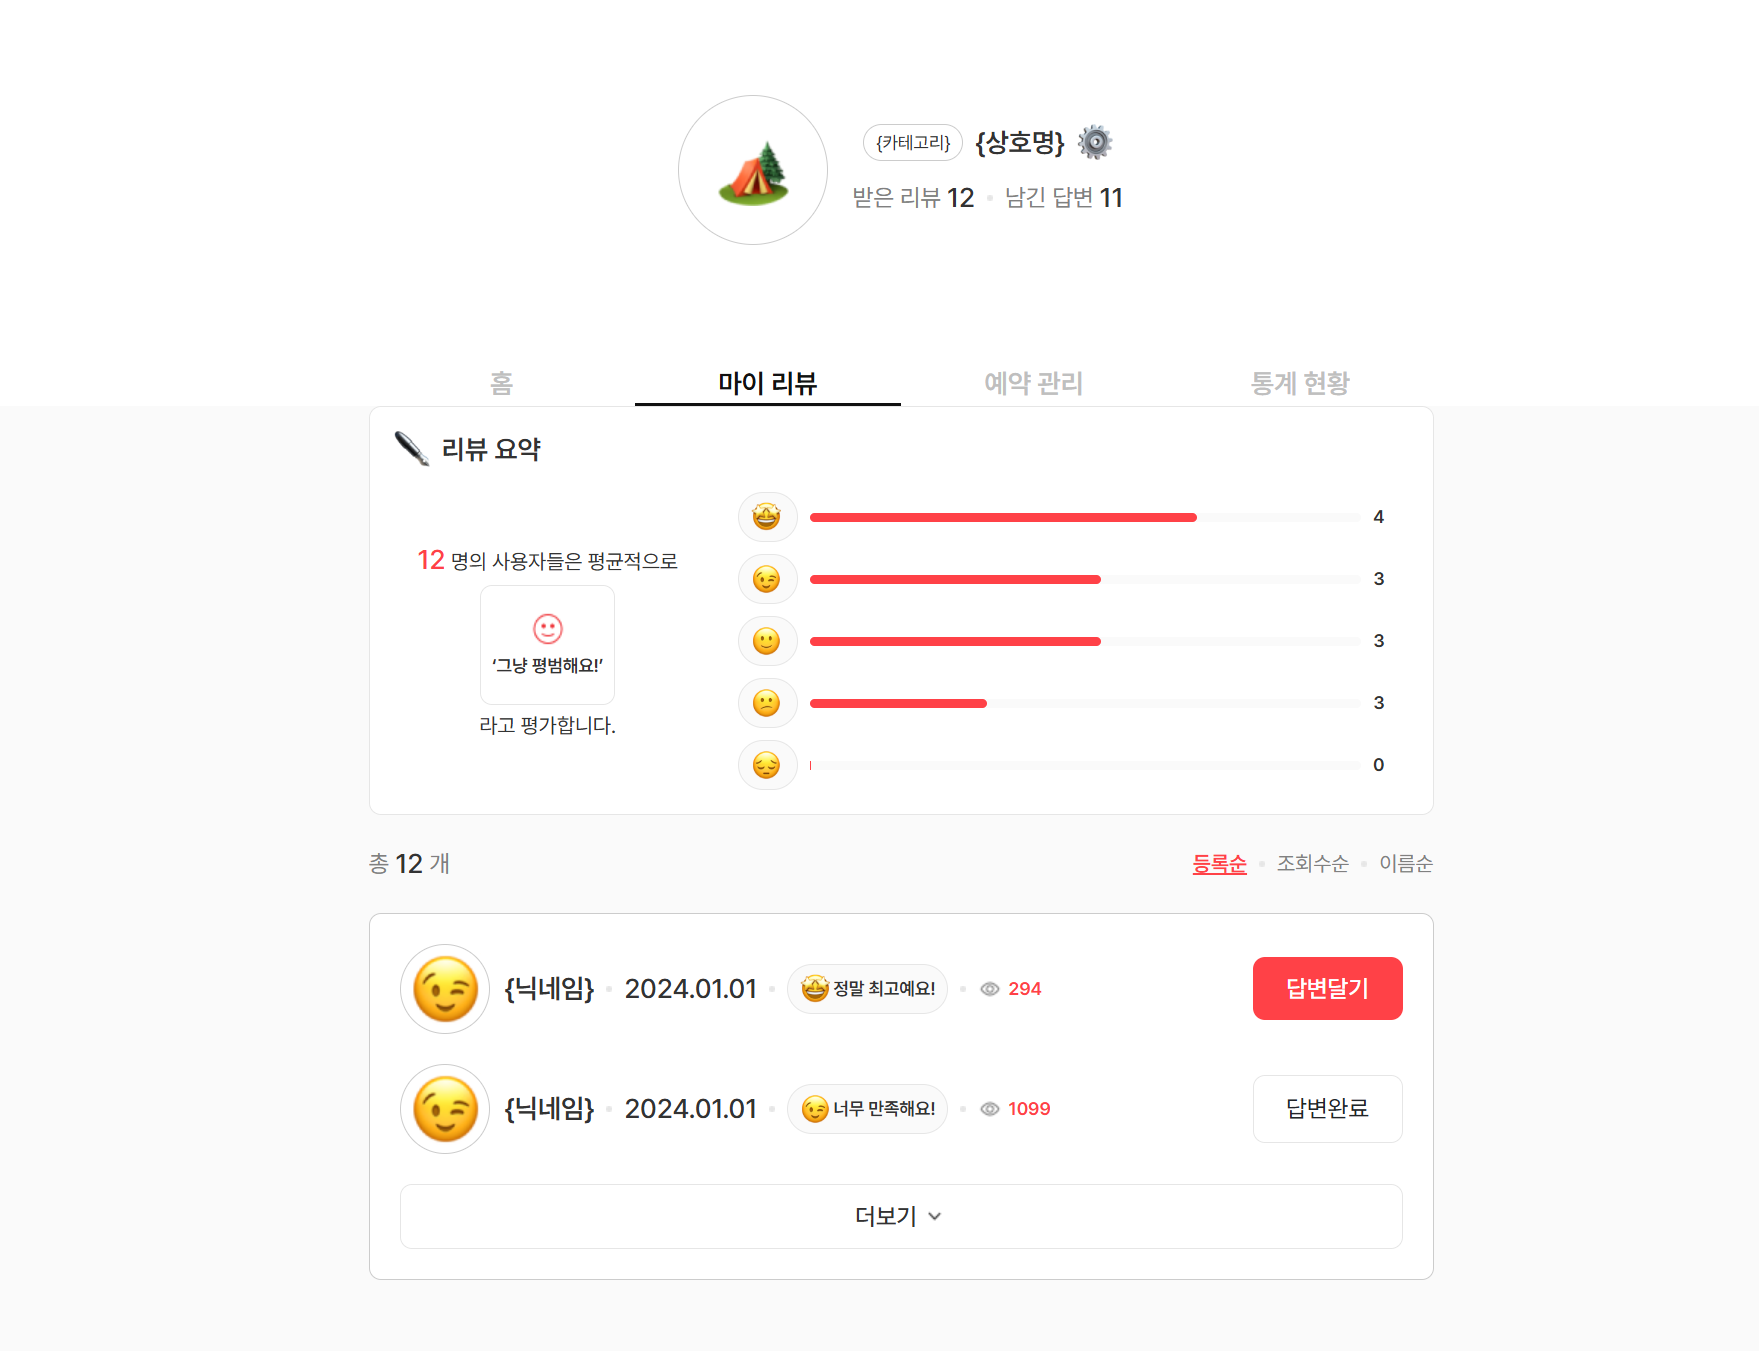 {카테고리} {상호명}
받은 리뷰 12 • 남긴 답변 11
홈 마이 리뷰 예약 관리 통계 현황
리뷰 요약
12 명의 사용자들은 평균적으로
‘그냥 평범해요!’
라고 평가합니다.
4
3
3
3
0
총 12 개
등록순 • 조회수순 • 이름순
{닉네임} • 2024.01.01 • 정말 최고예요! • 294 답변달기
{닉네임} • 2024.01.01 • 너무 만족해요! • 1099 답변완료
더보기